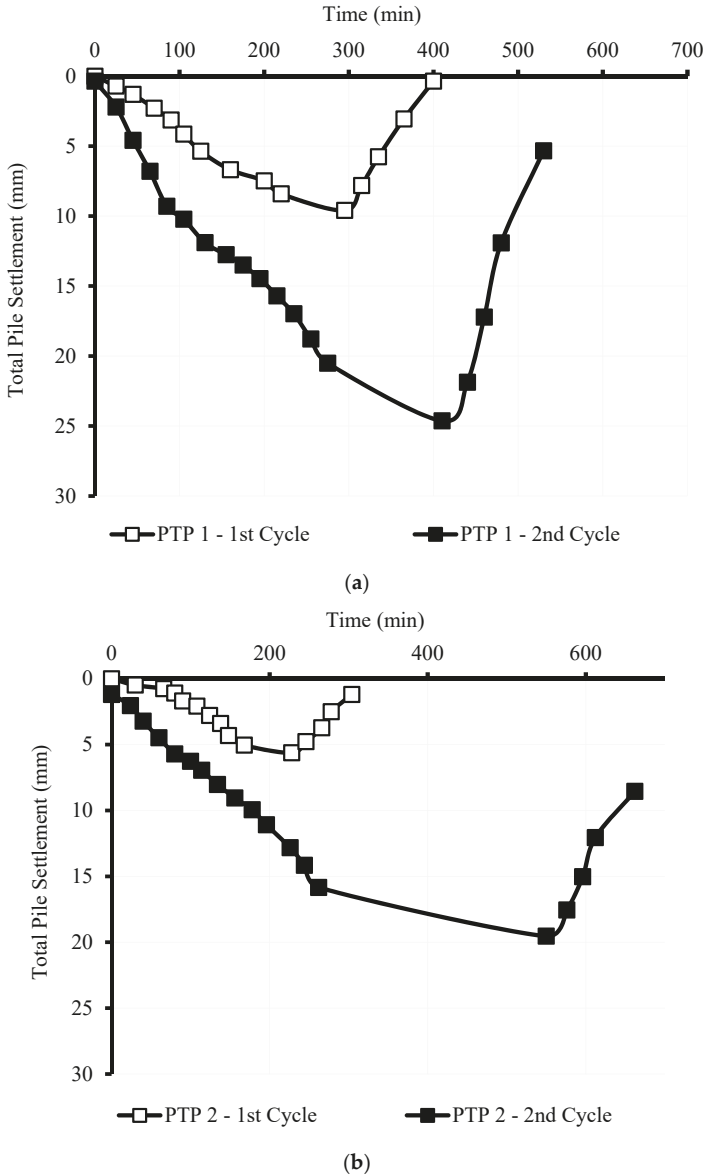 Time (min)
0 100 200 300 400 500 600 700
0
5
10
15
20
25
30
Total Pile Settlement (mm)
PTP 1 - 1st Cycle PTP 1 - 2nd Cycle
(a)
Time (min)
0 200 400 600
0
5
10
15
20
25
30
Total Pile Settlement (mm)
PTP 2 - 1st Cycle PTP 2 - 2nd Cycle
(b)